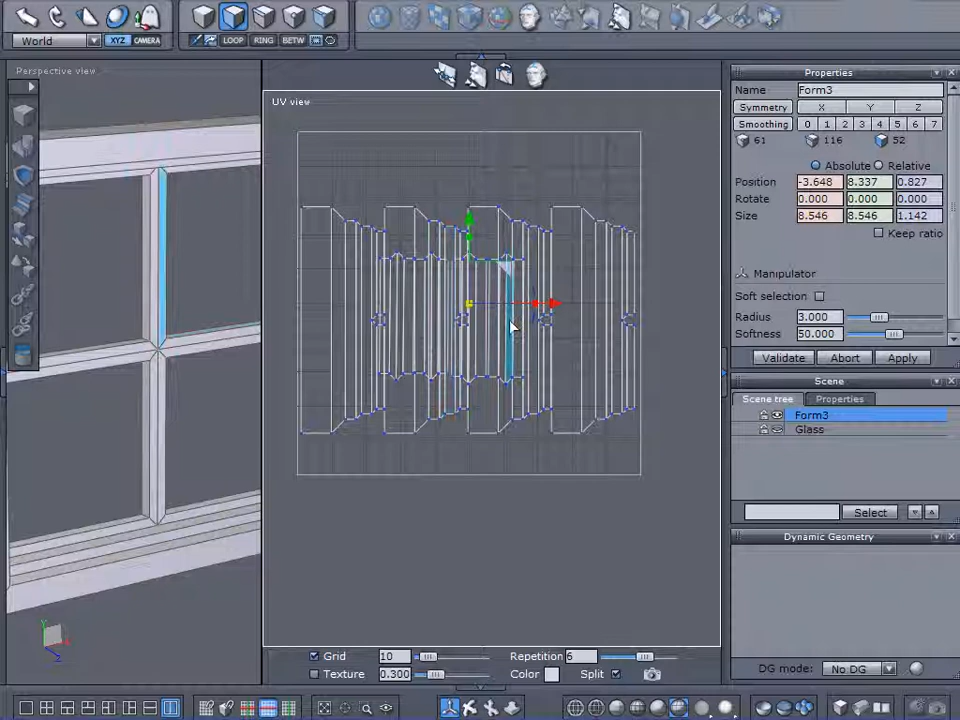 World
XYZ
CAMERA
LOOP
RING
BETW
Perspective view
UV view
Properties
Name
Form3
Symmetry
X
Y
Z
Smoothing
0
1
2
3
4
5
6
7
61
116
52
Absolute
Relative
Position
-3.648
8.337
0.827
Rotate
0.000
0.000
0.000
Size
8.546
8.546
1.142
Keep ratio
Manipulator
Soft selection
Radius
3.000
Softness
50.000
Validate
Abort
Apply
Scene
Scene tree
Properties
Form3
Glass
Select
Dynamic Geometry
Grid
10
Repetition
6
Texture
0.300
Color
Split
DG mode:
No DG
Y
Z